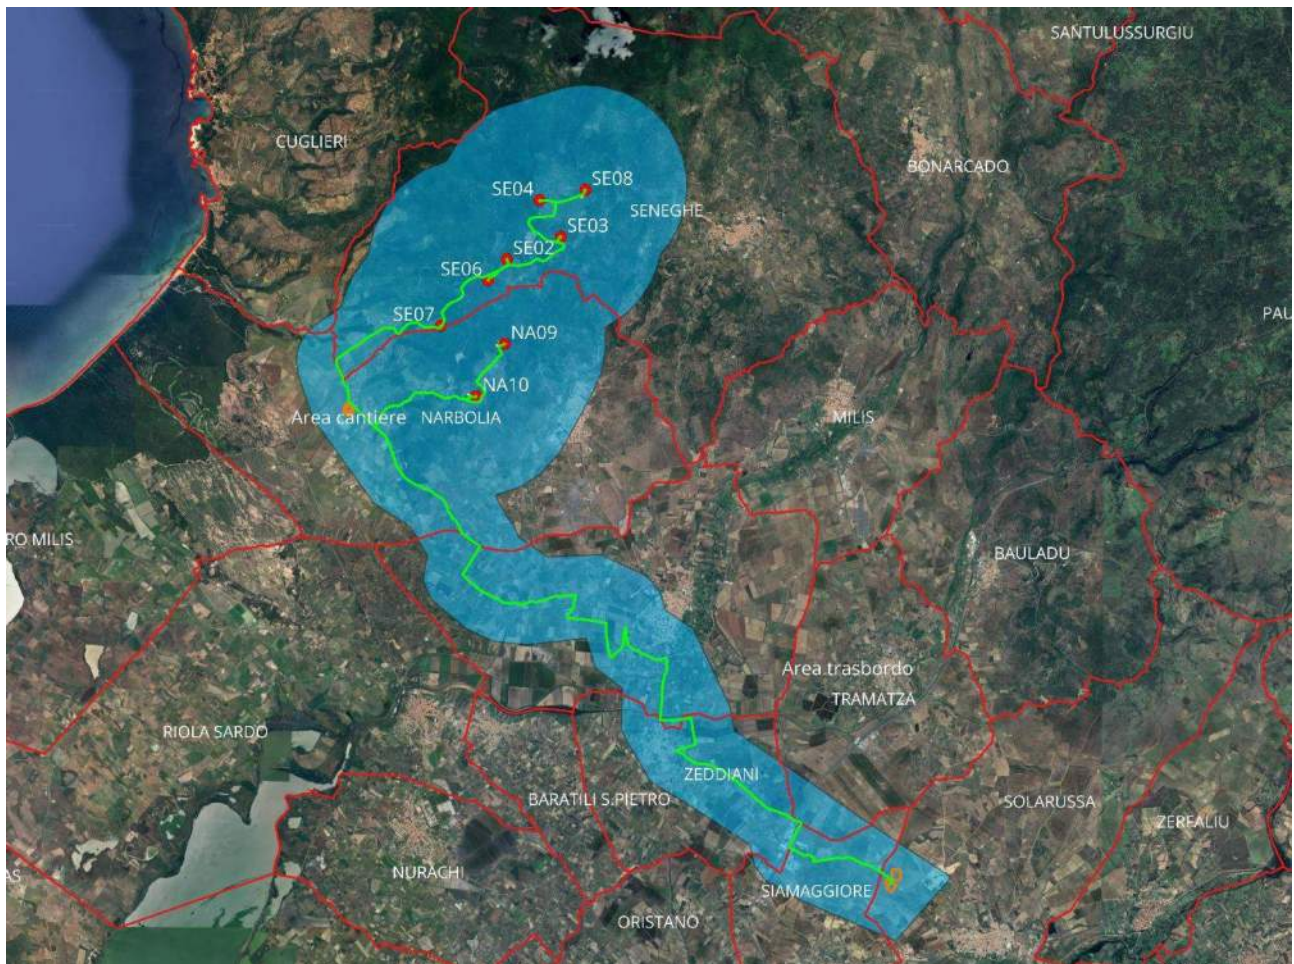 SANTULUSSURGIU
CUGLIERI
BONARCADO
SE08
SE04
SENEGHE
SE03
SE02
SE06
SE07
PAU
NA09
NA10
Area cantiere
NARBOLIA
MILIS
RO MILIS
BAULADU
Area trasbordo
TRAMATZA
RIOLA SARDO
ZEDDIANI
BARATILI S.PIETRO
SOLARUSSA
ZERFALIU
NURACHI
AS
SIAMAGGIORE
ORISTANO